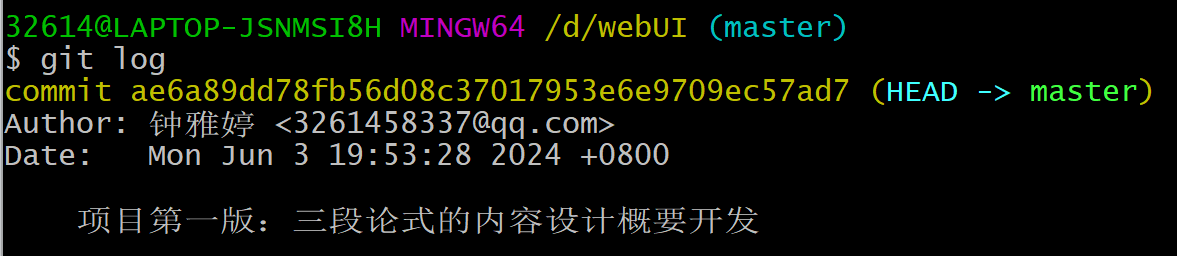 32614@LAPTOP-JSNMSI8H MINGW64 /d/webUI (master)
$ git log
commit ae6a89dd78fb56d08c37017953e6e9709ec57ad7 (HEAD -> master)
Author: 钟雅婷 <3261458337@qq.com>
Date:   Mon Jun 3 19:53:28 2024 +0800
项目第一版：三段论式的内容设计概要开发